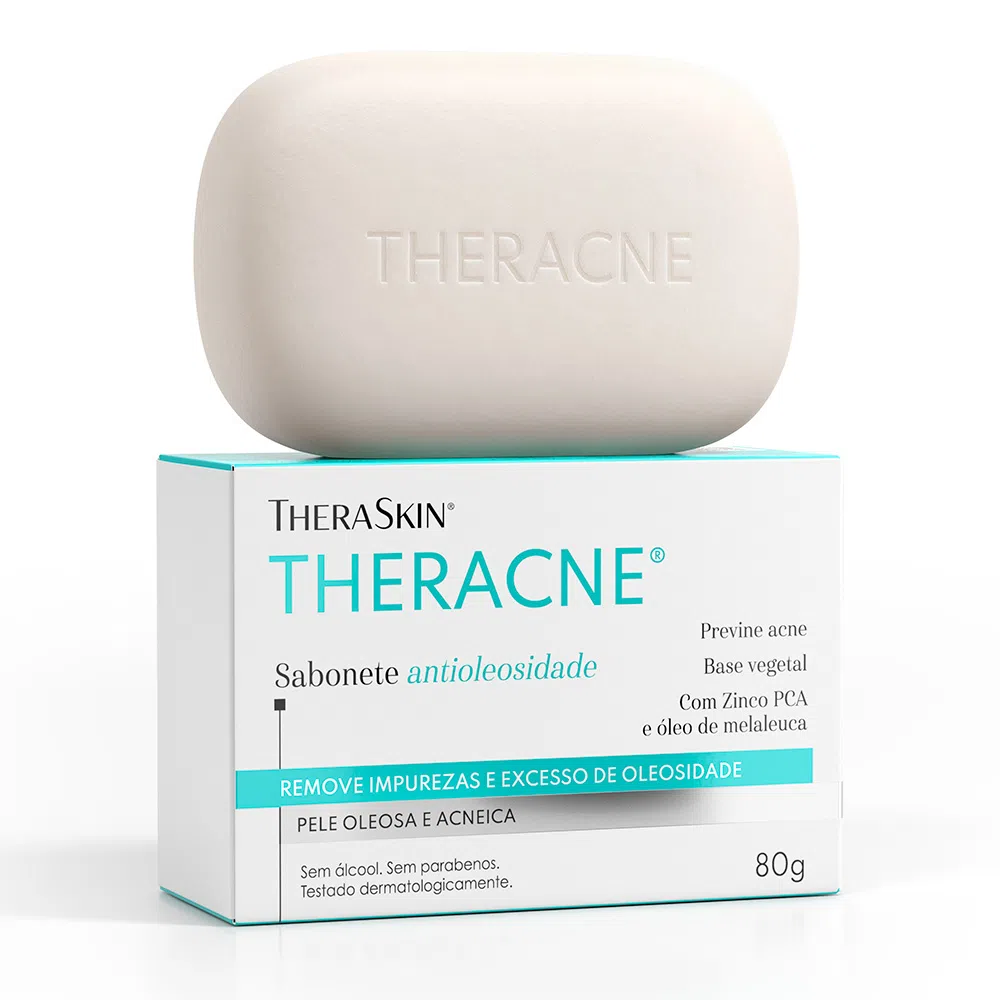 THERACNE
THERASKIN®
THERACNE®
Sabonete antioleosidade
Previne acne
Base vegetal
Com Zinco PCA
e óleo de melaleuca
REMOVE IMPUREZAS E EXCESSO DE OLEOSIDADE
PELE OLEOSA E ACNEICA
Sem álcool. Sem parabenos.
Testado dermatologicamente.
80g